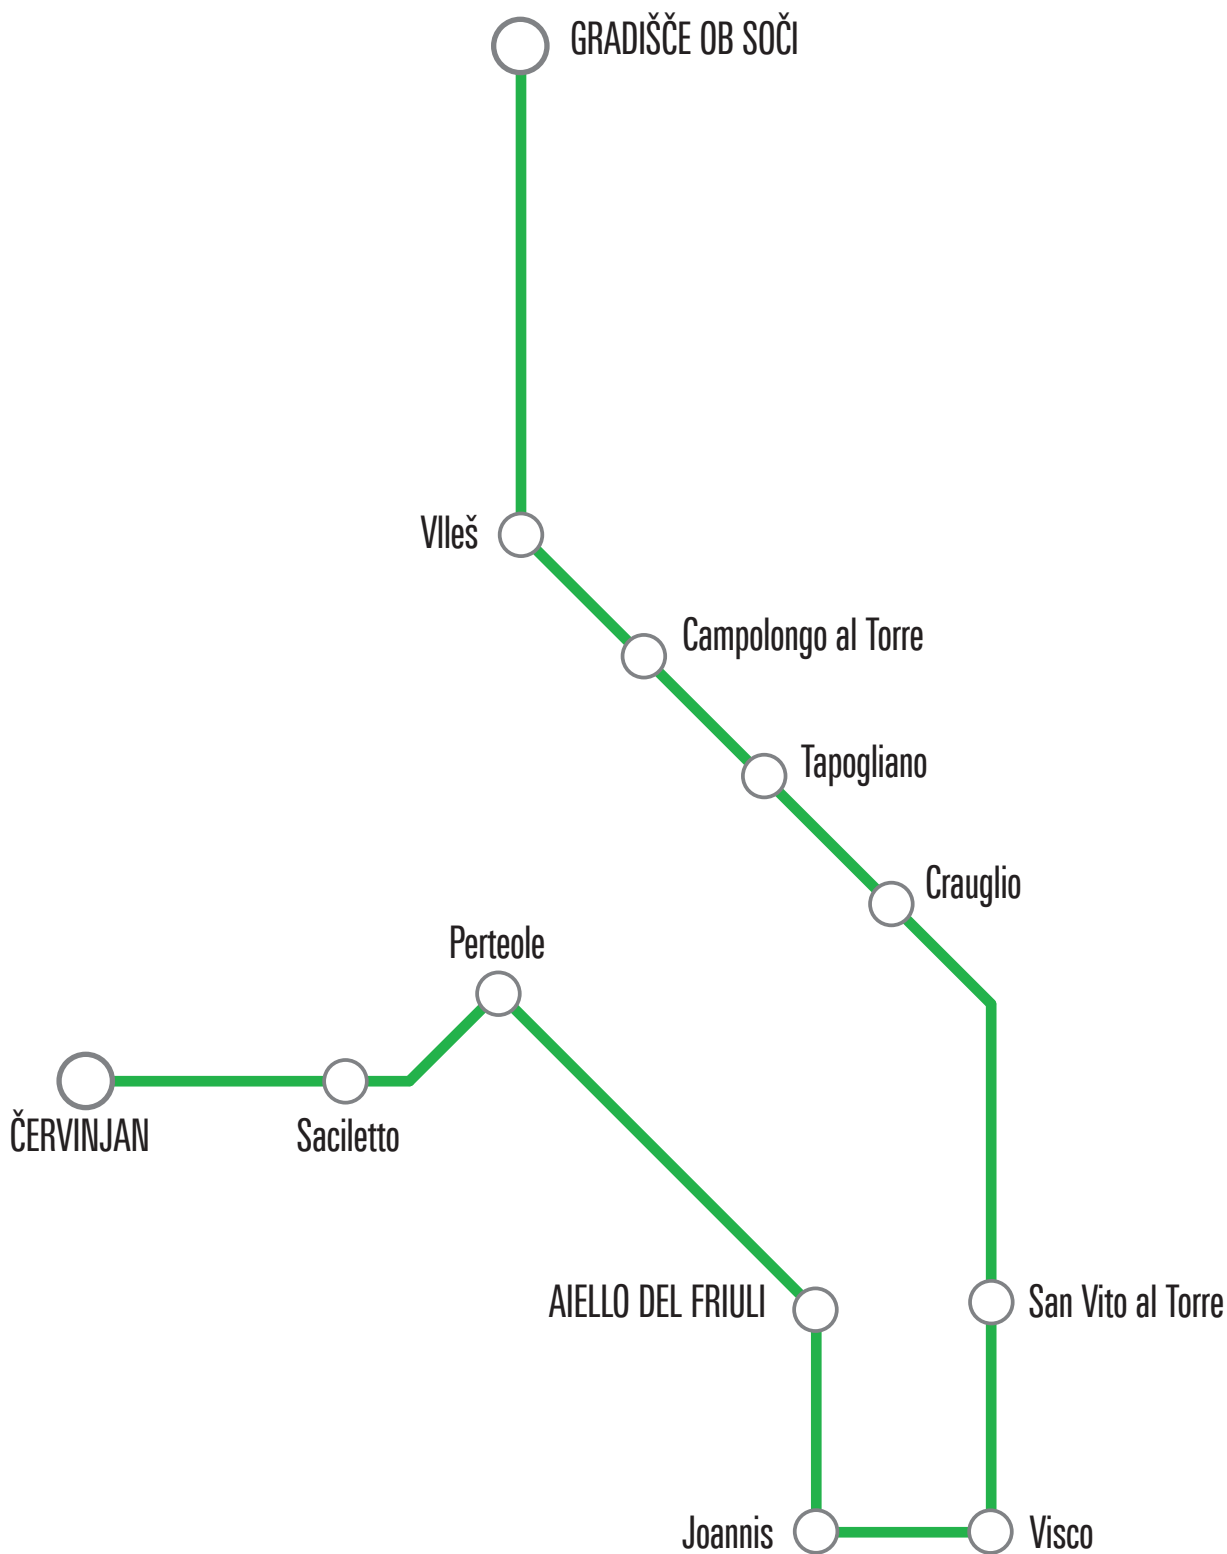 GRADIŠČE OB SOČI
Vlleš
Campolongo al Torre
Tapogliano
Crauglio
Perteole
ČERVINJAN
Saciletto
AIELLO DEL FRIULI
San Vito al Torre
Joannis
Visco